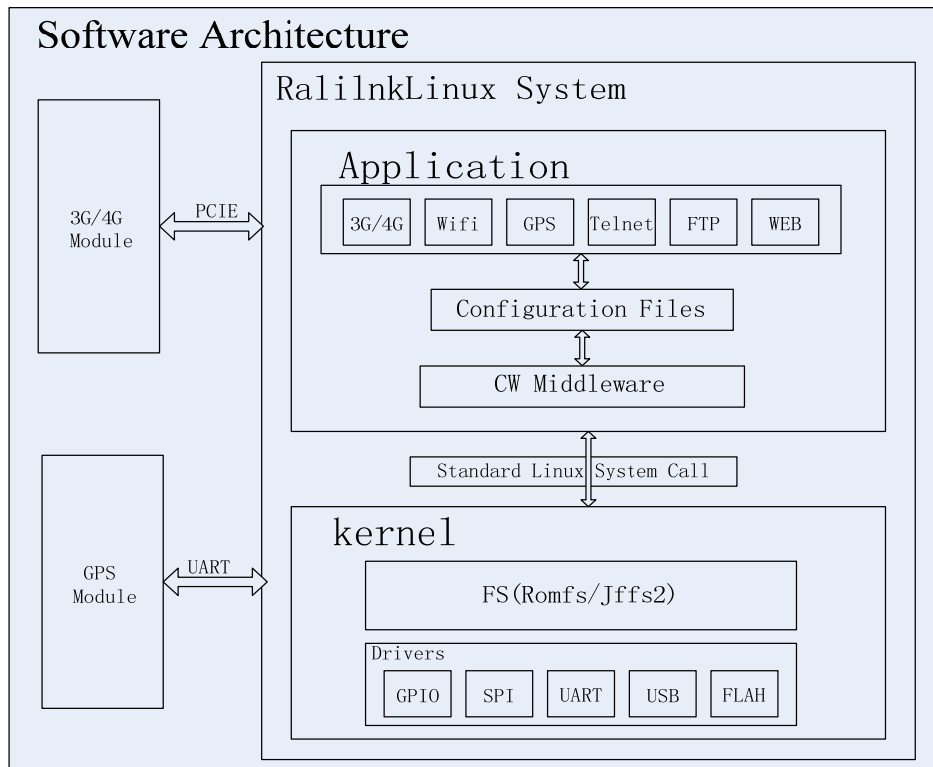 Software Architecture
RalilnkLinux System
Application
3G/4G Wifi GPS Telnet FTP WEB
Configuration Files
CW Middleware
3G/4G
Module
PCIE
Standard Linux System Call
kernel
FS(Romfs/Jffs2)
Drivers
GPIO SPI UART USB FLAH
GPS
Module
UART